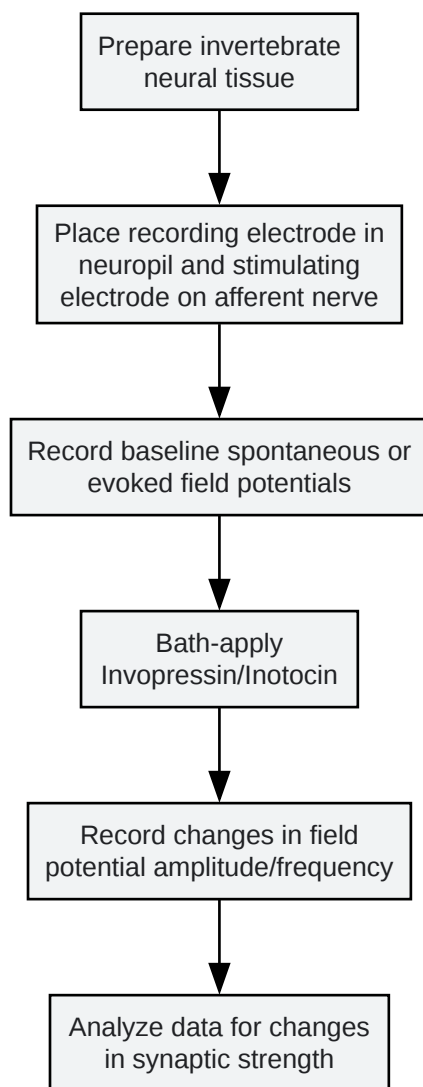 Prepare invertebrate
neural tissue
Place recording electrode in
neuropil and stimulating
electrode on afferent nerve
Record baseline spontaneous or
evoked field potentials
Bath-apply
Invopressin/Inotocin
Record changes in field
potential amplitude/frequency
Analyze data for changes
in synaptic strength